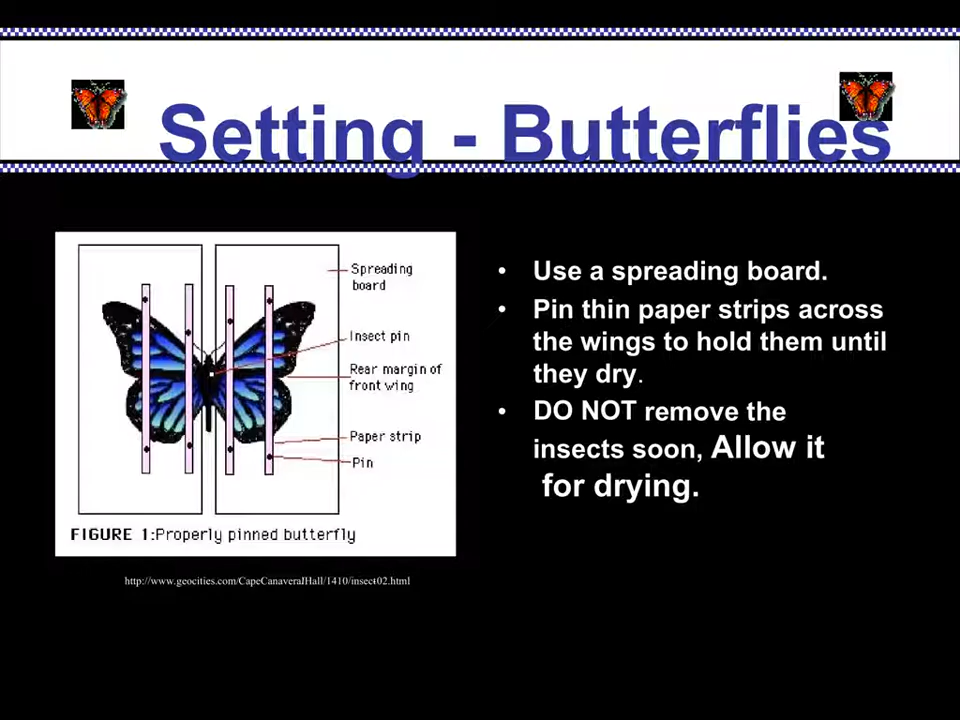 Setting - Butterflies
Spreading
board
Insect pin
Rear margin of
front wing
Paper strip
Pin
FIGURE 1:Properly pinned butterfly
http://www.geocities.com/CapeCanaveralHall/1410/insect02.html
• Use a spreading board.
• Pin thin paper strips across
the wings to hold them until
they dry.
• DO NOT remove the
insects soon, Allow it
for drying.